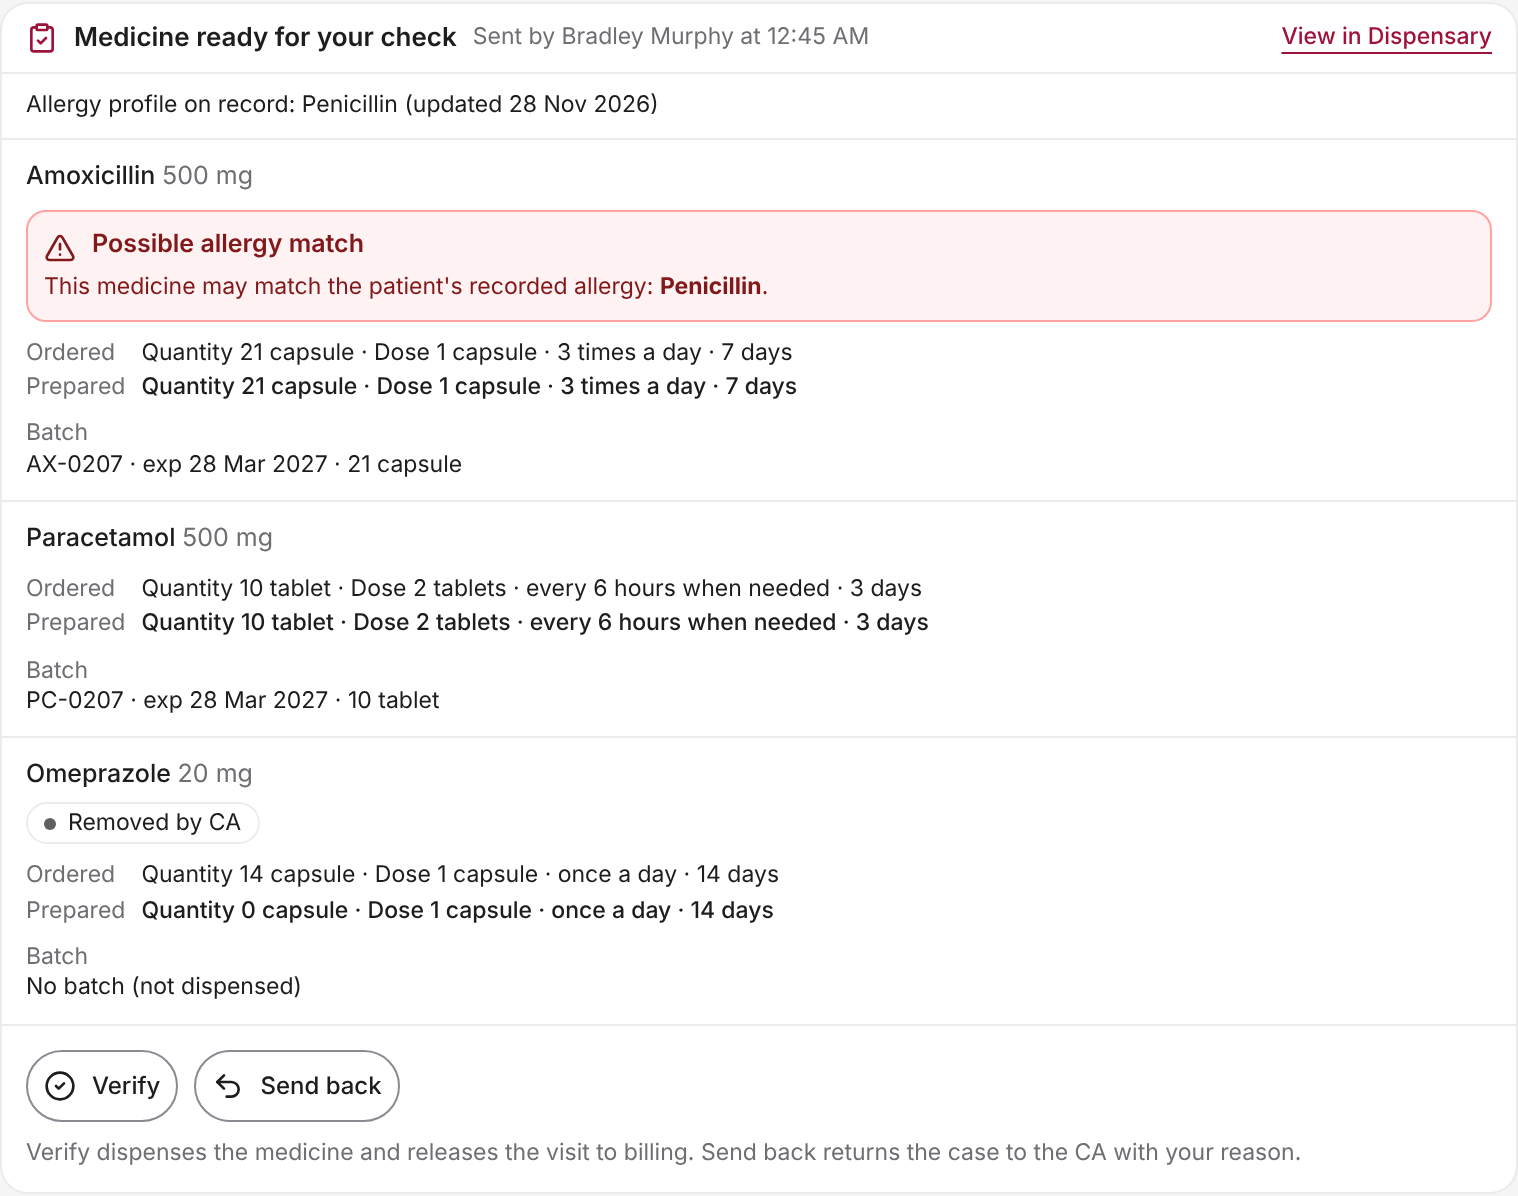 Medicine ready for your check Sent by Bradley Murphy at 12:45 AM View in Dispensary
Allergy profile on record: Penicillin (updated 28 Nov 2026)
Amoxicillin 500 mg
Possible allergy match
This medicine may match the patient's recorded allergy: Penicillin.
Ordered Quantity 21 capsule · Dose 1 capsule · 3 times a day · 7 days
Prepared Quantity 21 capsule · Dose 1 capsule · 3 times a day · 7 days
Batch
AX-0207 · exp 28 Mar 2027 · 21 capsule
Paracetamol 500 mg
Ordered Quantity 10 tablet · Dose 2 tablets · every 6 hours when needed · 3 days
Prepared Quantity 10 tablet · Dose 2 tablets · every 6 hours when needed · 3 days
Batch
PC-0207 · exp 28 Mar 2027 · 10 tablet
Omeprazole 20 mg
Removed by CA
Ordered Quantity 14 capsule · Dose 1 capsule · once a day · 14 days
Prepared Quantity 0 capsule · Dose 1 capsule · once a day · 14 days
Batch
No batch (not dispensed)
Verify Send back
Verify dispenses the medicine and releases the visit to billing. Send back returns the case to the CA with your reason.